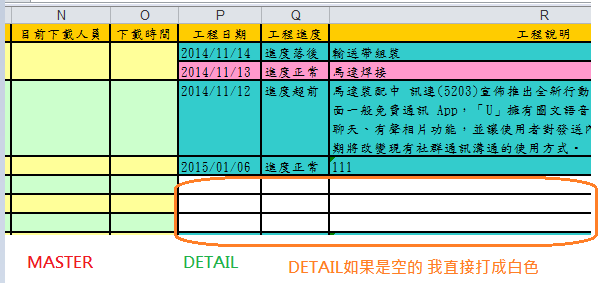 N O P Q R
目前下載人員 下載時間 工程日期 工程進度 工程說明
2014/11/14 進度落後 輸送帶組裝
2014/11/13 進度正常 馬達焊接
2014/11/12 進度超前 馬達裝配中 訊連(5203)宣佈推出全新行動
面一般免費通訊 App，「U」擁有圖文語音
聊天、有聲相片功能，並讓使用者對發送內
期將改變現有社群通訊溝通的使用方式。
2015/01/06 進度正常 111
MASTER DETAIL DETAIL如果是空的 我直接打成白色